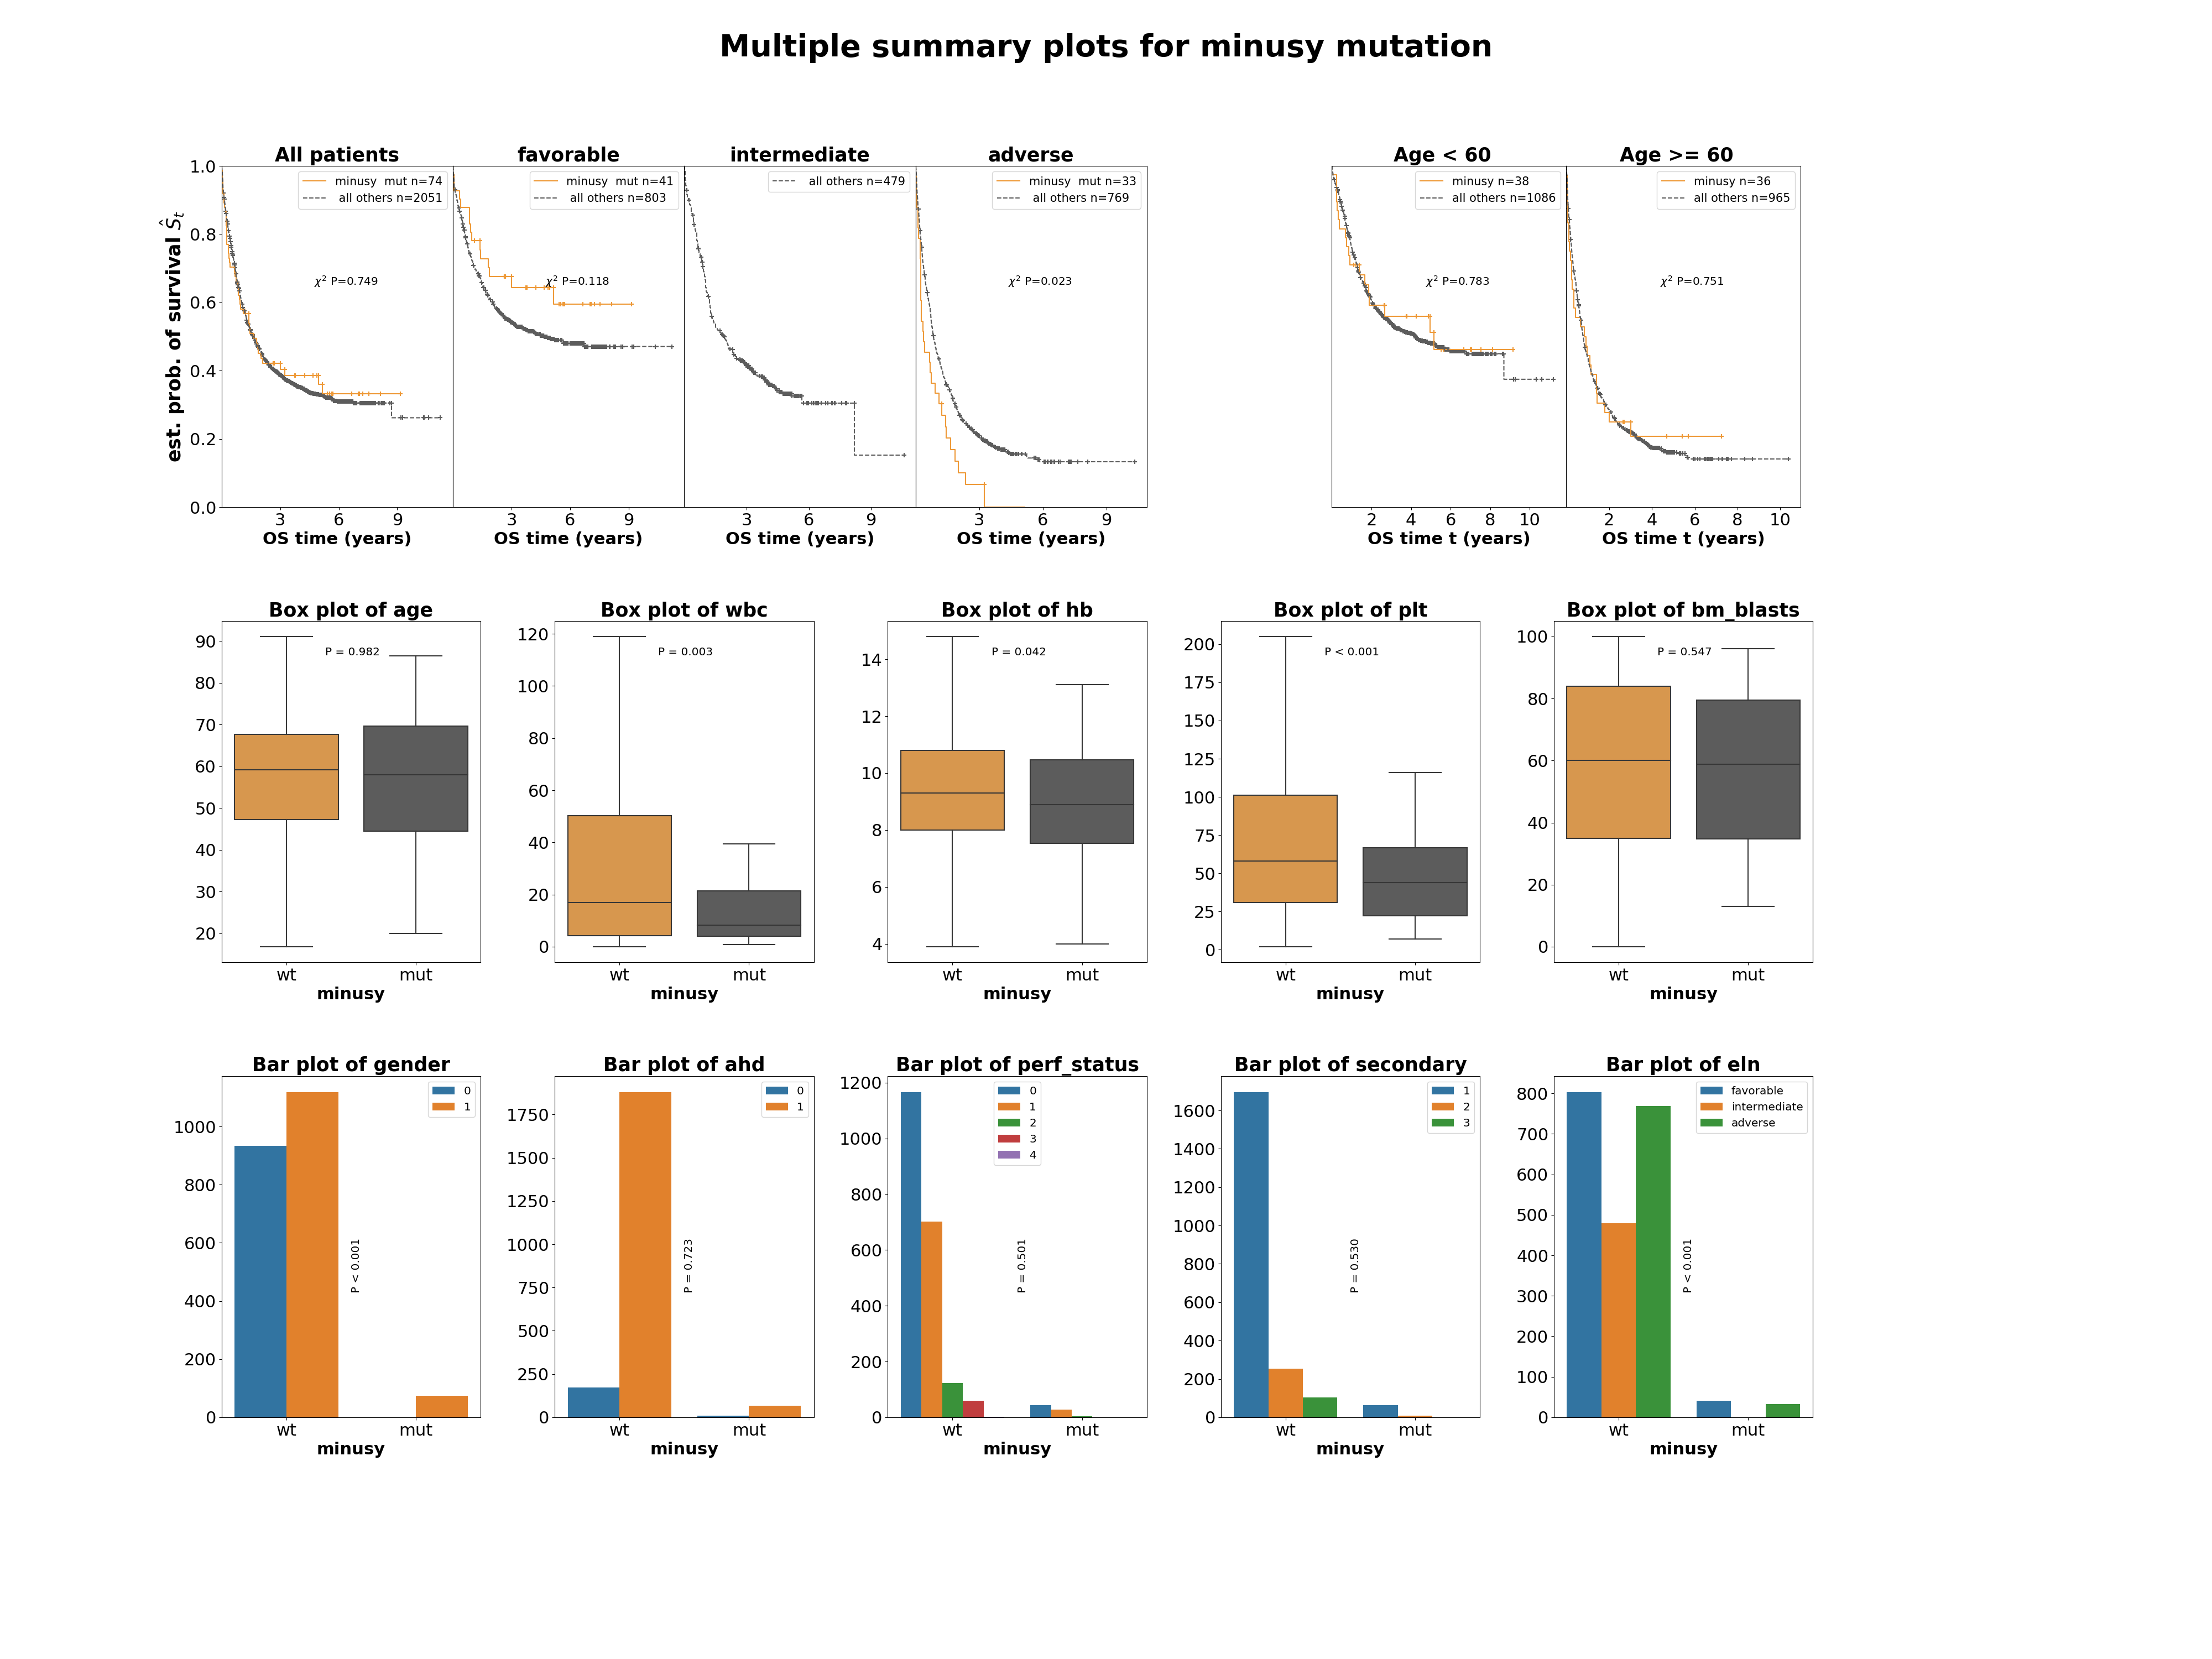 Multiple summary plots for minusy mutation
All patients
favorable
intermediate
adverse
Age < 60
Age >= 60
est. prob. of survival Ŝt
1.0
0.8
0.6
0.4
0.2
0.0
minusy mut n=74
all others n=2051
χ² P=0.749
3 6 9
OS time (years)
minusy mut n=41
all others n=803
χ² P=0.118
3 6 9
OS time (years)
all others n=479
3 6 9
OS time (years)
minusy mut n=33
all others n=769
χ² P=0.023
3 6 9
OS time (years)
minusy n=38
all others n=1086
χ² P=0.783
2 4 6 8 10
OS time t (years)
minusy n=36
all others n=965
χ² P=0.751
2 4 6 8 10
OS time t (years)
Box plot of age
90
80
70
60
50
40
30
20
P = 0.982
wt mut
minusy
Box plot of wbc
120
100
80
60
40
20
0
P = 0.003
wt mut
minusy
Box plot of hb
14
12
10
8
6
4
P = 0.042
wt mut
minusy
Box plot of plt
200
175
150
125
100
75
50
25
0
P < 0.001
wt mut
minusy
Box plot of bm_blasts
100
80
60
40
20
0
P = 0.547
wt mut
minusy
Bar plot of gender
1000
800
600
400
200
0
0
1
P < 0.001
wt mut
minusy
Bar plot of ahd
1750
1500
1250
1000
750
500
250
0
0
1
P = 0.723
wt mut
minusy
Bar plot of perf_status
1200
1000
800
600
400
200
0
0
1
2
3
4
P = 0.501
wt mut
minusy
Bar plot of secondary
1600
1400
1200
1000
800
600
400
200
0
1
2
3
P = 0.530
wt mut
minusy
Bar plot of eln
800
700
600
500
400
300
200
100
0
favorable
intermediate
adverse
P < 0.001
wt mut
minusy